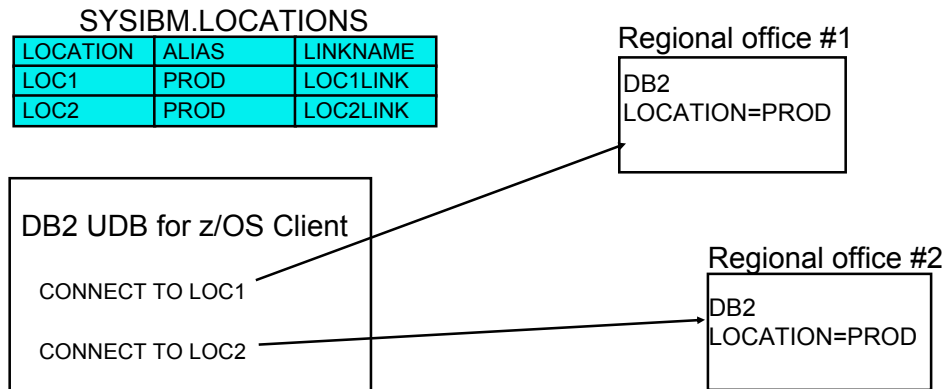 SYSIBM.LOCATIONS
LOCATION ALIAS LINKNAME
LOC1 PROD LOC1LINK
LOC2 PROD LOC2LINK
Regional office #1
DB2
LOCATION=PROD
DB2 UDB for z/OS Client
CONNECT TO LOC1
CONNECT TO LOC2
Regional office #2
DB2
LOCATION=PROD